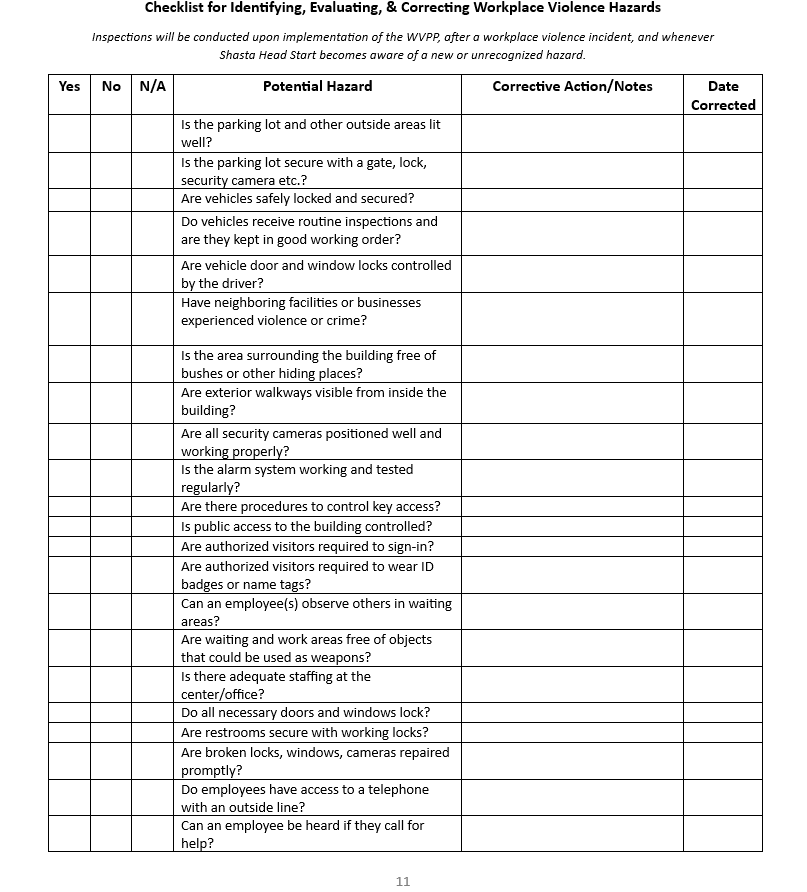 Checklist for Identifying, Evaluating, & Correcting Workplace Violence Hazards
Inspections will be conducted upon implementation of the WVPP, after a workplace violence incident, and whenever
Shasta Head Start becomes aware of a new or unrecognized hazard.
Yes No N/A Potential Hazard Corrective Action/Notes Date
Corrected
Is the parking lot and other outside areas lit
well?
Is the parking lot secure with a gate, lock,
security camera etc.?
Are vehicles safely locked and secured?
Do vehicles receive routine inspections and
are they kept in good working order?
Are vehicle door and window locks controlled
by the driver?
Have neighboring facilities or businesses
experienced violence or crime?
Is the area surrounding the building free of
bushes or other hiding places?
Are exterior walkways visible from inside the
building?
Are all security cameras positioned well and
working properly?
Is the alarm system working and tested
regularly?
Are there procedures to control key access?
Is public access to the building controlled?
Are authorized visitors required to sign-in?
Are authorized visitors required to wear ID
badges or name tags?
Can an employee(s) observe others in waiting
areas?
Are waiting and work areas free of objects
that could be used as weapons?
Is there adequate staffing at the
center/office?
Do all necessary doors and windows lock?
Are restrooms secure with working locks?
Are broken locks, windows, cameras repaired
promptly?
Do employees have access to a telephone
with an outside line?
Can an employee be heard if they call for
help?
11